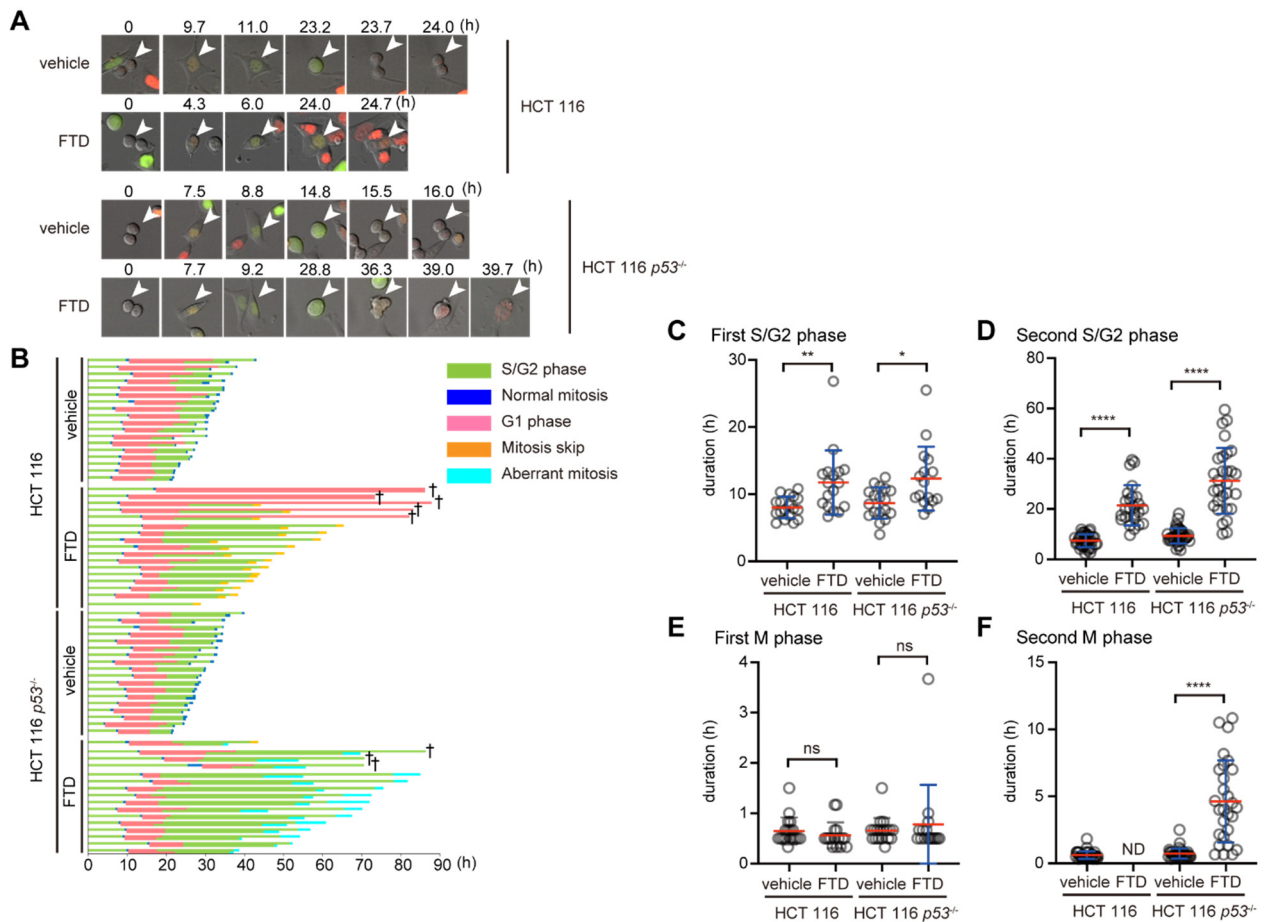 A
0 9.7 11.0 23.2 23.7 24.0 (h)
vehicle
0 4.3 6.0 24.0 24.7 (h)
FTD
HCT 116
0 7.5 8.8 14.8 15.5 16.0 (h)
vehicle
0 7.7 9.2 28.8 36.3 39.0 39.7 (h)
FTD
HCT 116 p53-/-
B
vehicle
FTD
HCT 116
vehicle
FTD
HCT 116 p53-/-
† † † † †
† † †
0 10 20 30 40 50 60 70 80 90 (h)
S/G2 phase
Normal mitosis
G1 phase
Mitosis skip
Aberrant mitosis
C First S/G2 phase
duration (h)
30
20
10
0
** *
vehicle FTD vehicle FTD
HCT 116 HCT 116 p53-/-
D Second S/G2 phase
duration (h)
80
60
40
20
0
**** ****
vehicle FTD vehicle FTD
HCT 116 HCT 116 p53-/-
E First M phase
duration (h)
4
3
2
1
0
ns ns
vehicle FTD vehicle FTD
HCT 116 HCT 116 p53-/-
F Second M phase
duration (h)
15
10
5
0
ND
****
vehicle FTD vehicle FTD
HCT 116 HCT 116 p53-/-